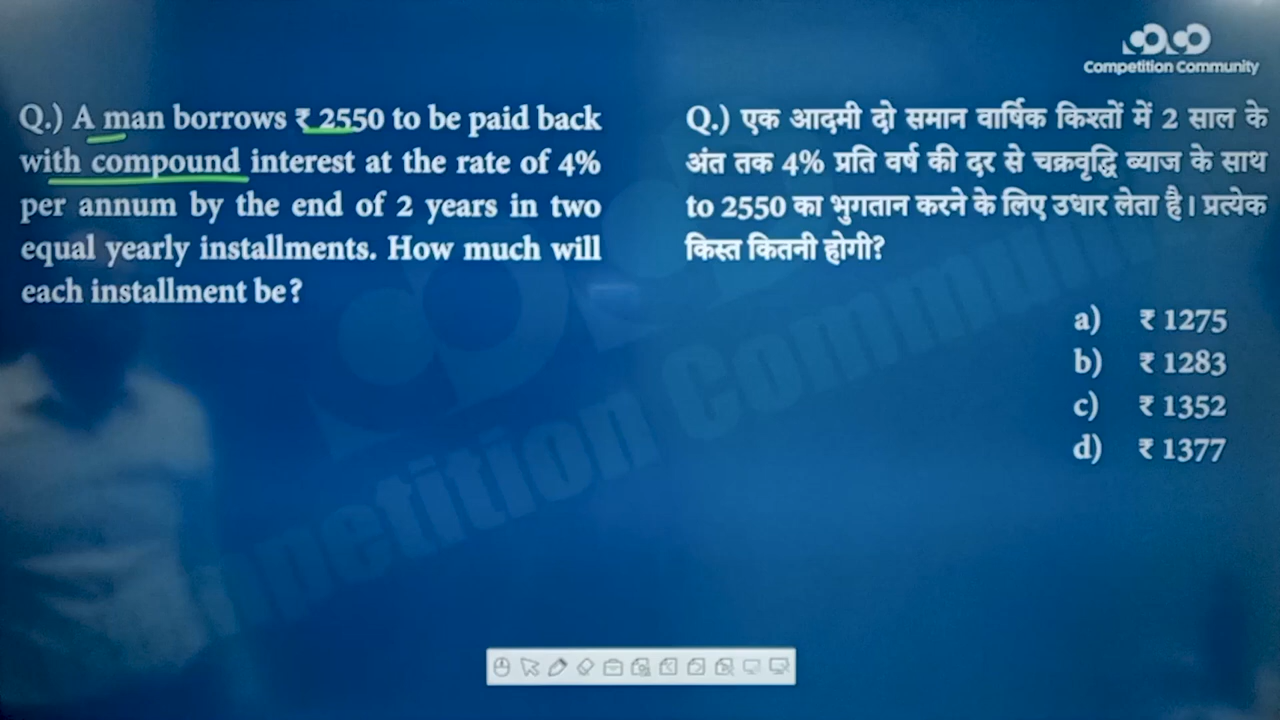 Competition Community
Q.) A man borrows ₹ 2550 to be paid back
with compound interest at the rate of 4%
per annum by the end of 2 years in two
equal yearly installments. How much will
each installment be?
Q.) एक आदमी दो समान वार्षिक किश्तों में 2 साल के
अंत तक 4% प्रति वर्ष की दर से चक्रवृद्धि ब्याज के साथ
to 2550 का भुगतान करने के लिए उधार लेता है। प्रत्येक
किस्त कितनी होगी?
a) ₹ 1275
b) ₹ 1283
c) ₹ 1352
d) ₹ 1377
Competition Community